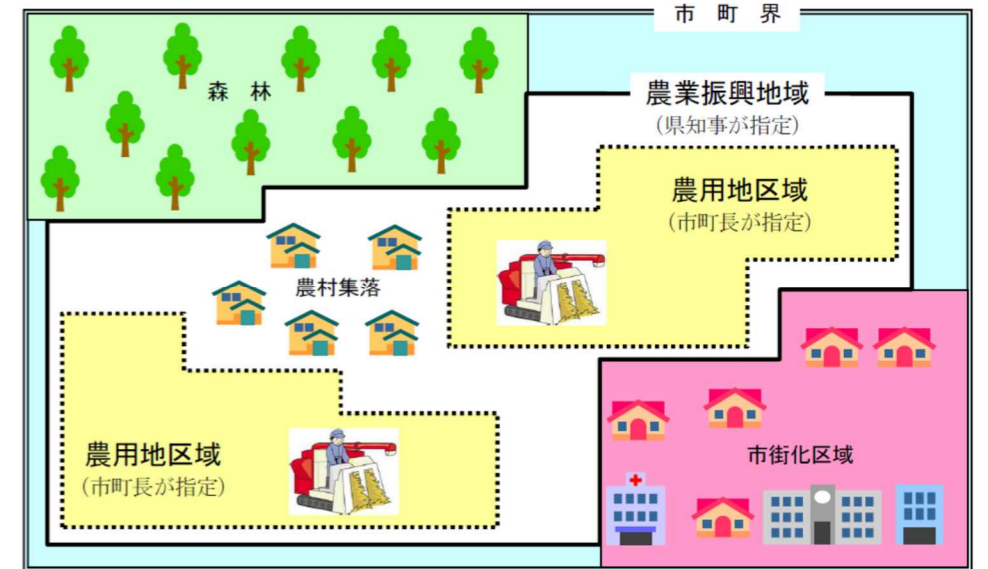 市 町 界
森 林
農業振興地域
(県知事が指定)
農用地区域
(市町長が指定)
農村集落
農用地区域
(市町長が指定)
市街化区域